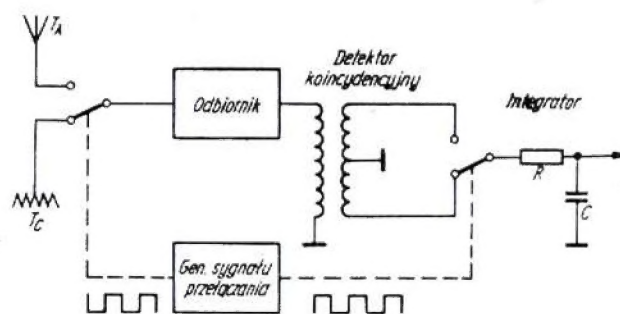 T_A
Detektor
koincydencyjny
Integrator
Odbiornik
R
C
T_C
Gen. sygnału
przełączania